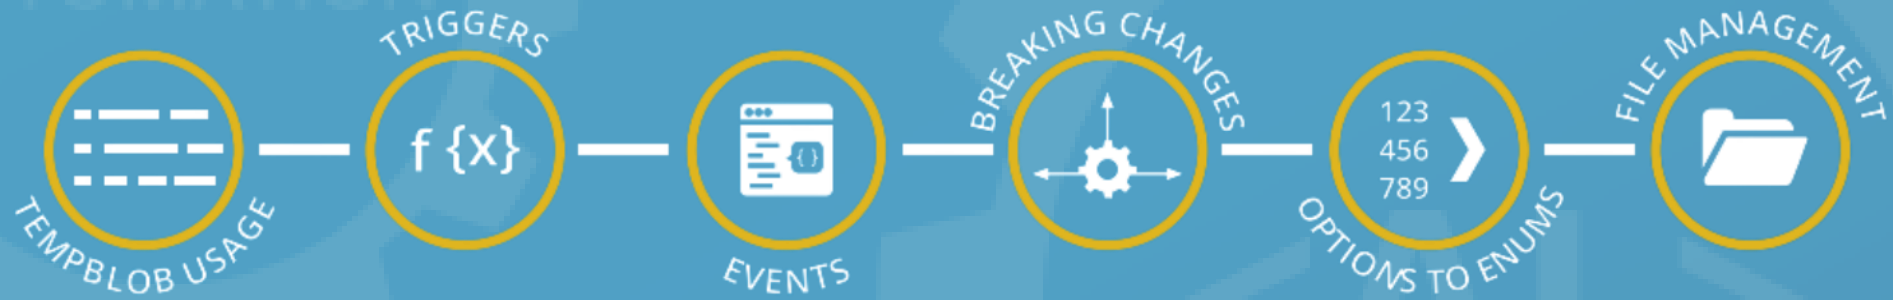 TEMPBLOB USAGE
TRIGGERS
f {x}
EVENTS
{}
BREAKING CHANGES
123
456
789
OPTIONS TO ENUMS
FILE MANAGEMENT